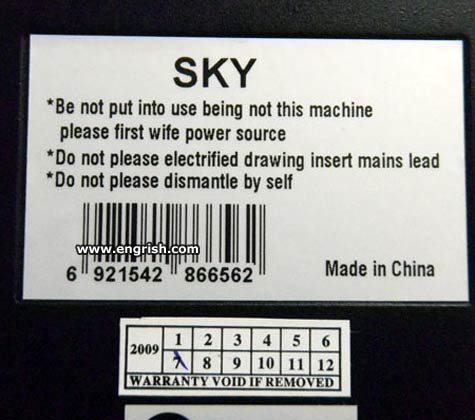 SKY
*Be not put into use being not this machine
please first wife power source
*Do not please electrified drawing insert mains lead
*Do not please dismantle by self
www.engrish.com
6 921542 866562
Made in China
2009 1 2 3 4 5 6
7 8 9 10 11 12
WARRANTY VOID IF REMOVED